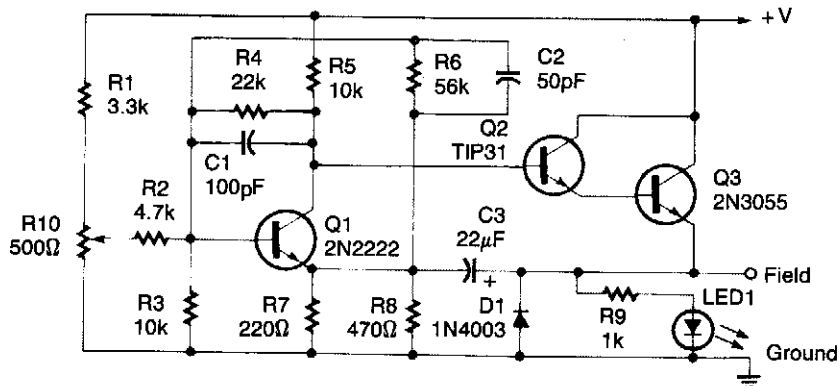 +V
R1
3.3k
R4
22k
R5
10k
R6
56k
C2
50pF
C1
100pF
Q2
TIP31
Q3
2N3055
R10
500Ω
R2
4.7k
Q1
2N2222
C3
22µF
+
Field
R3
10k
R7
220Ω
R8
470Ω
D1
1N4003
R9
1k
LED1
Ground